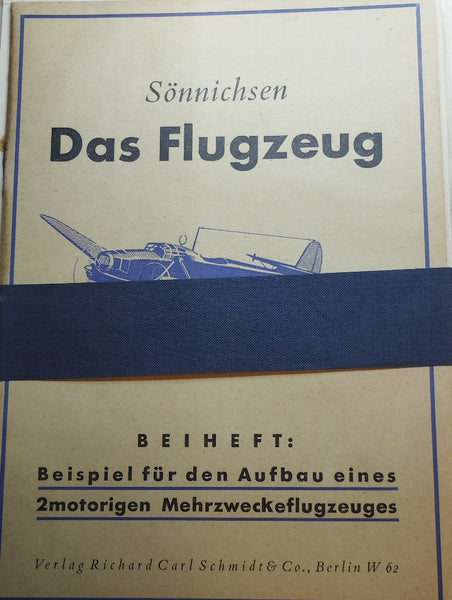 Sönnichsen
Das Flugzeug
BEIHEFT:
Beispiel für den Aufbau eines
2motorigen Mehrzweckeflugzeuges
Verlag Richard Carl Schmidt & Co., Berlin W 62